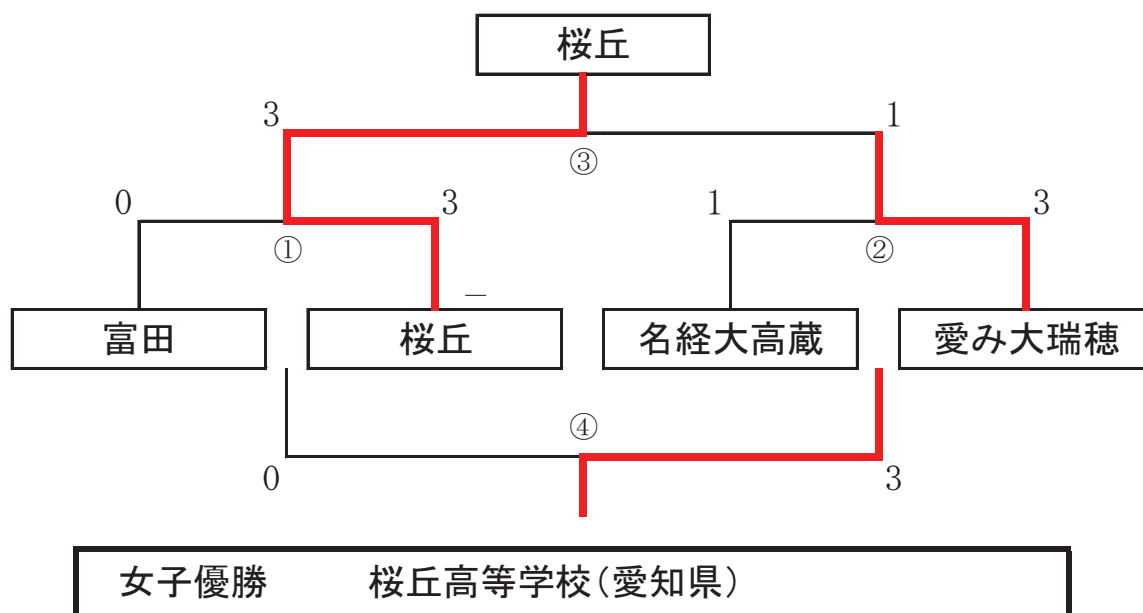 桜丘
3 1
③
0 3 1 3
① ②
富田 桜丘 名経大高蔵 愛み大瑞穂
④
0 3
女子優勝 桜丘高等学校(愛知県)